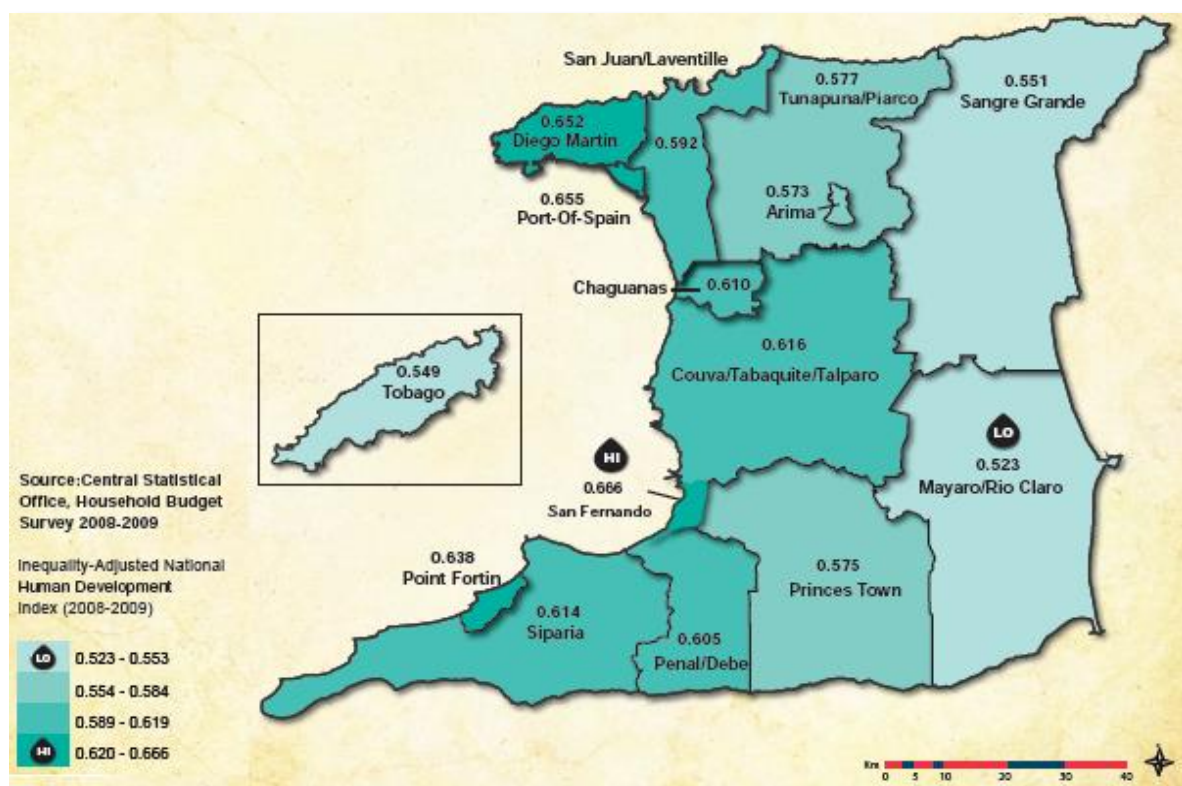 San Juan/Laventille
0.577
Tunapuna/Piarco
0.551
Sangre Grande
0.652
Diego Martin
0.592
0.655
Port-Of-Spain
0.573
Arima
Chaguanas
0.610
0.616
Couva/Tabaquite/Talparo
0.549
Tobago
HI
0.666
San Fernando
LO
0.523
Mayaro/Rio Claro
Source:Central Statistical
Office, Household Budget
Survey 2008-2009
0.638
Point Fortin
0.575
Princes Town
0.614
Siparia
0.605
Penal/Debe
Inequality-Adjusted National
Human Development
Index (2008-2009)
LO
0.523 - 0.553
0.554 - 0.584
0.589 - 0.619
HI
0.620 - 0.666
Km
0 5 10 20 30 40